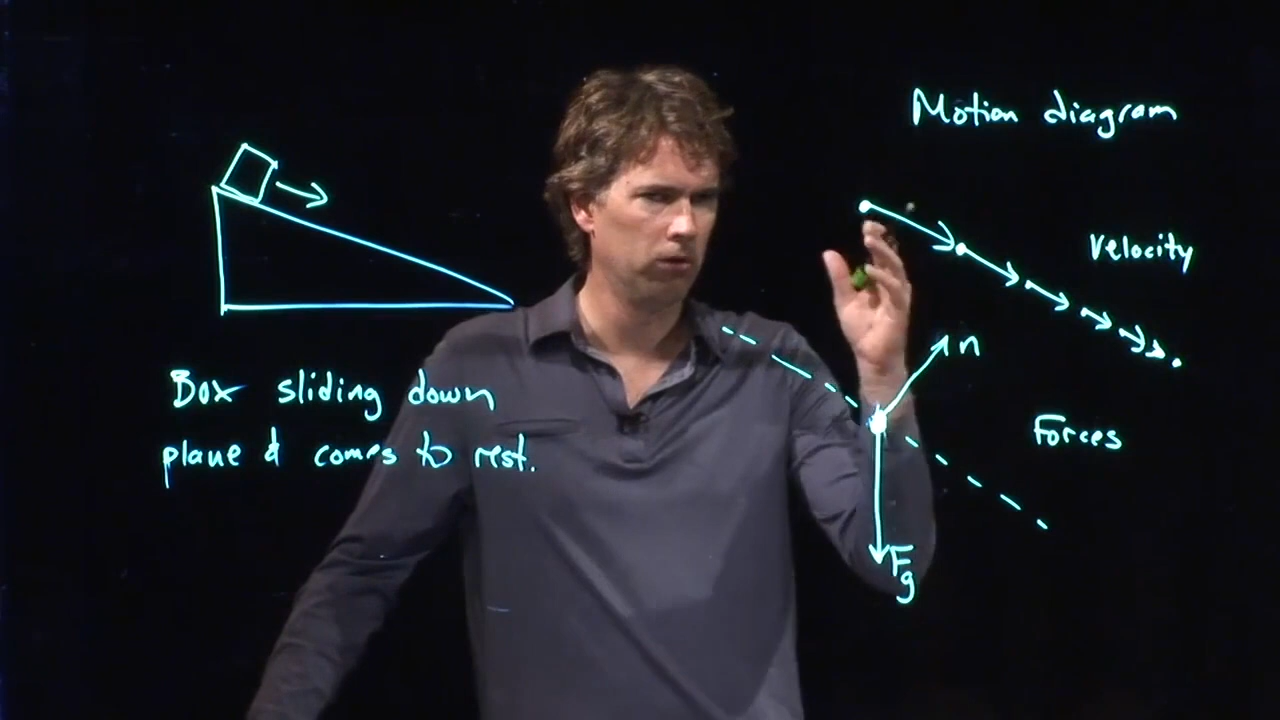 Motion diagram
Velocity
Box sliding down
plane & comes to rest.
n
Forces
Fg